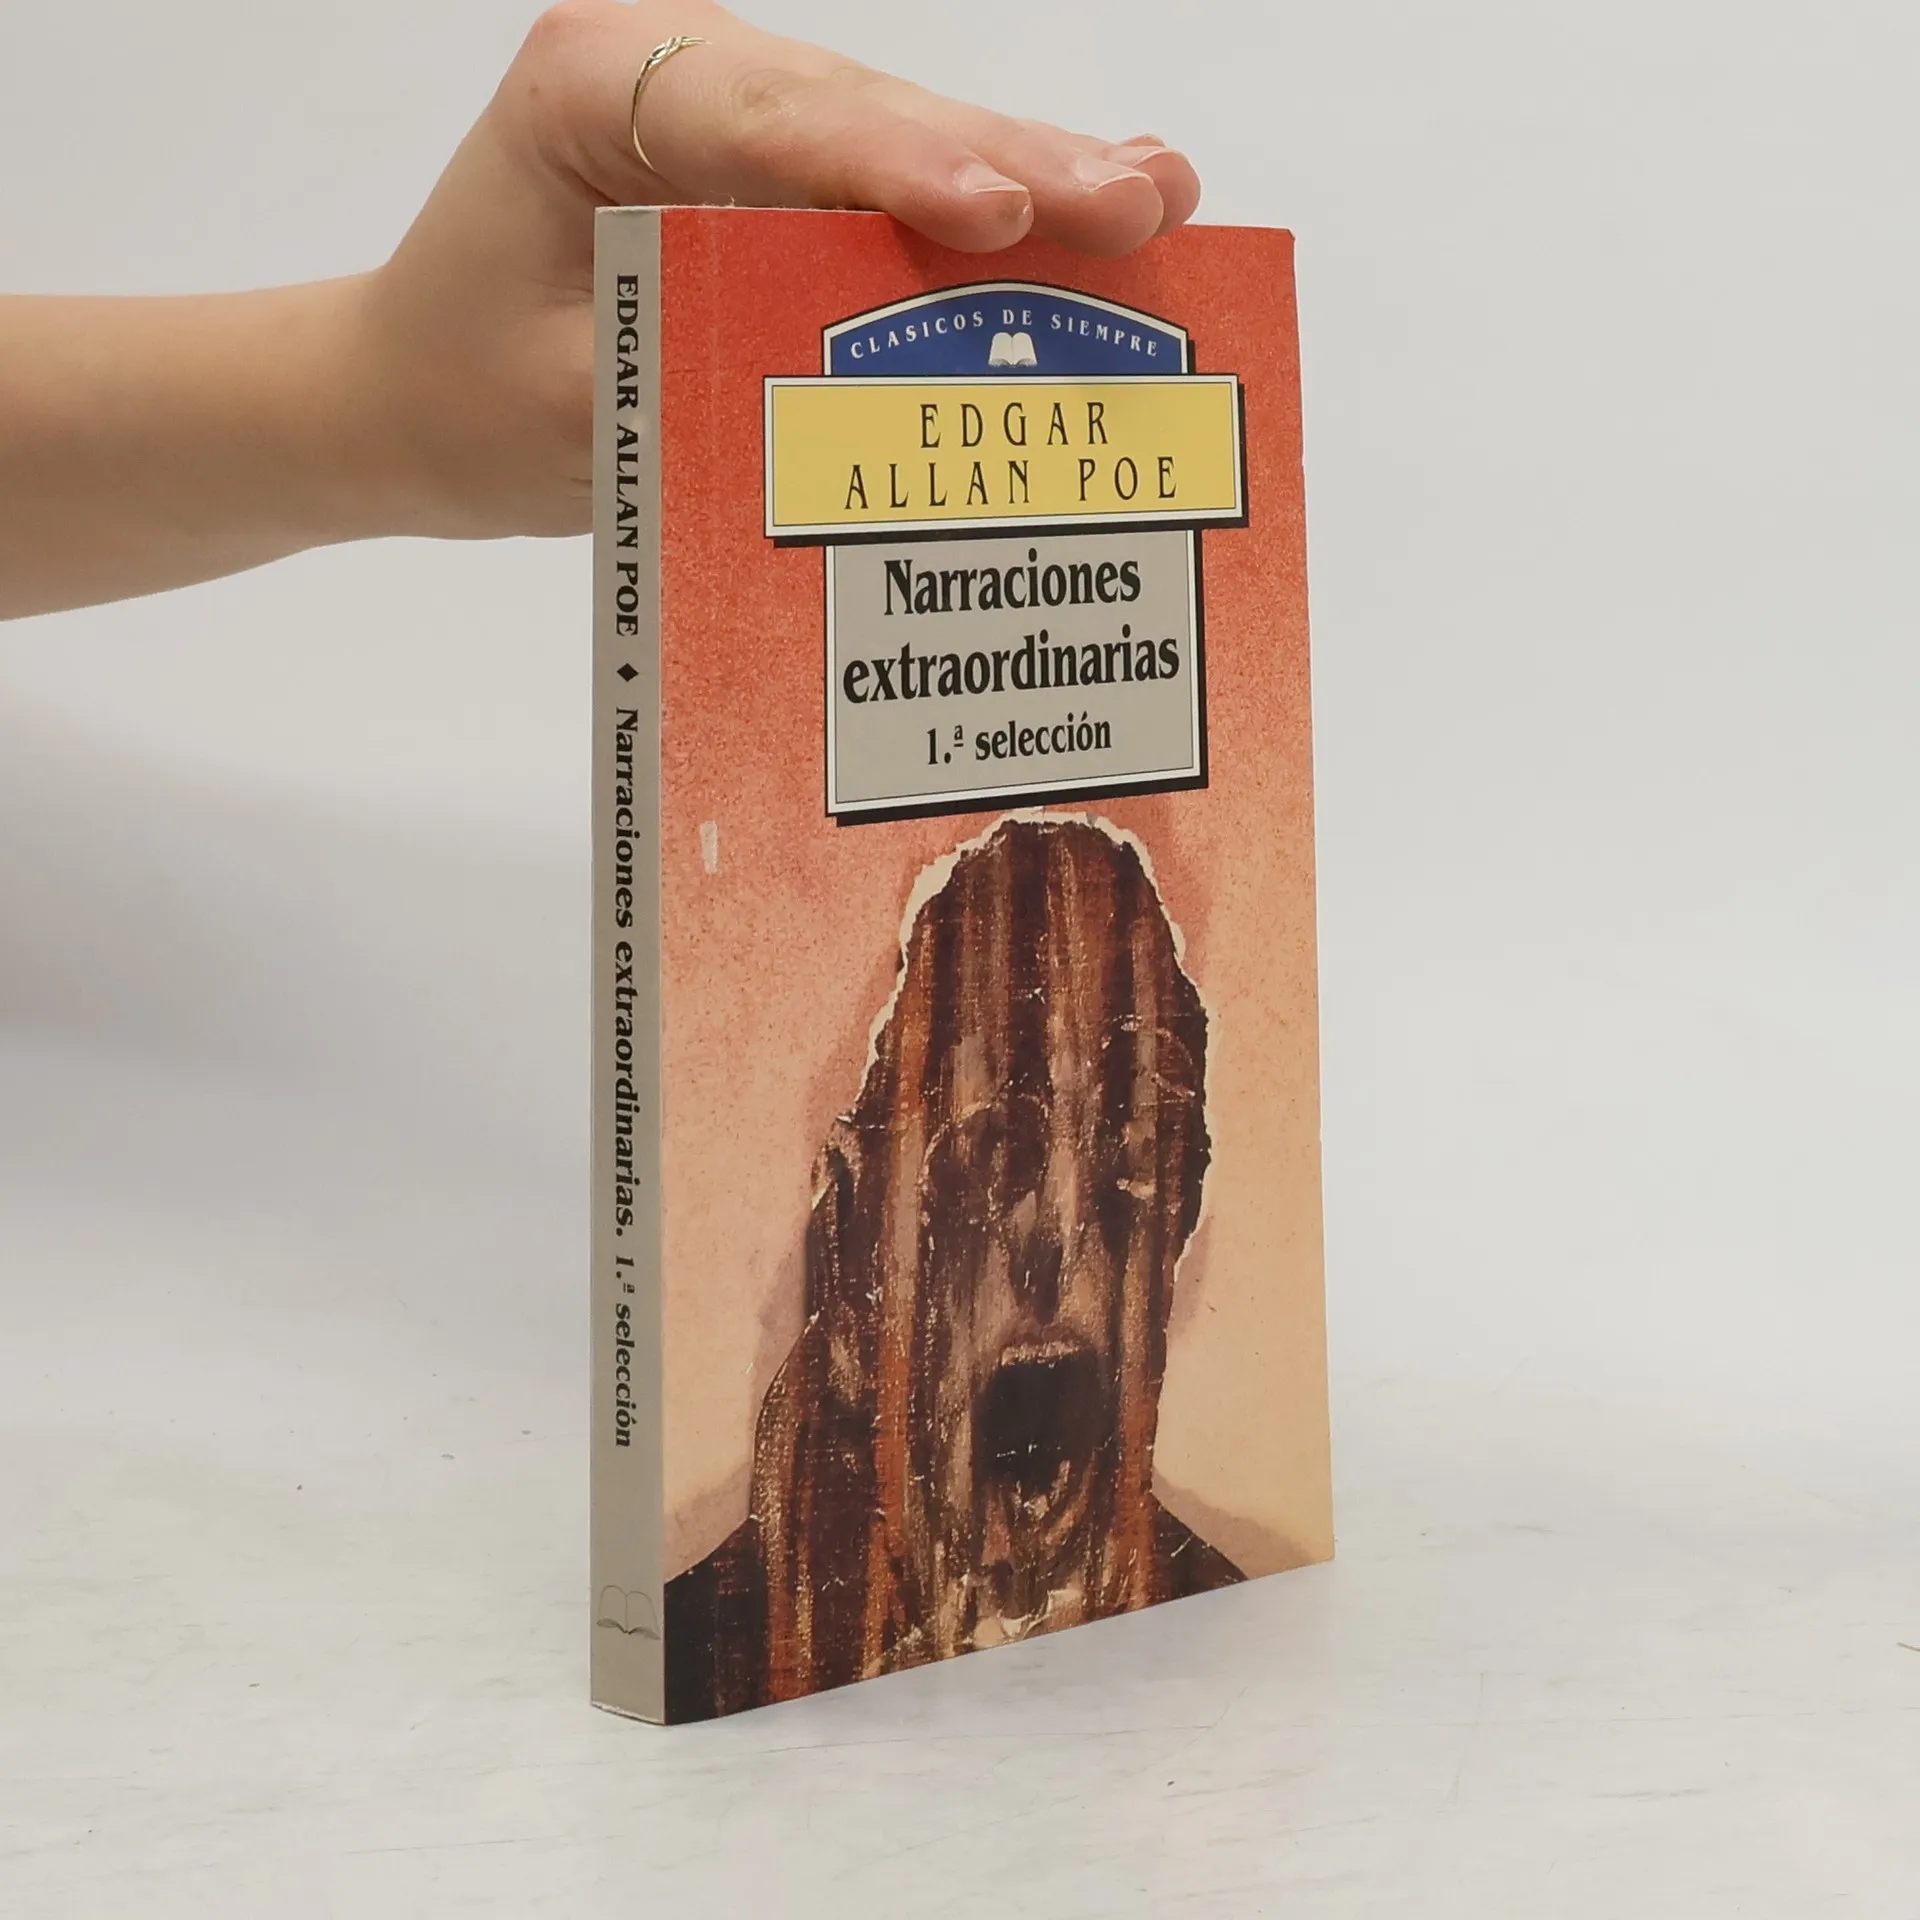 CLASICOS DE SIEMPRE
EDGAR
ALLAN POE
Narraciones
extraordinarias
1.ª selección
EDGAR ALLAN POE ♦ Narraciones extraordinarias. 1.ª selección